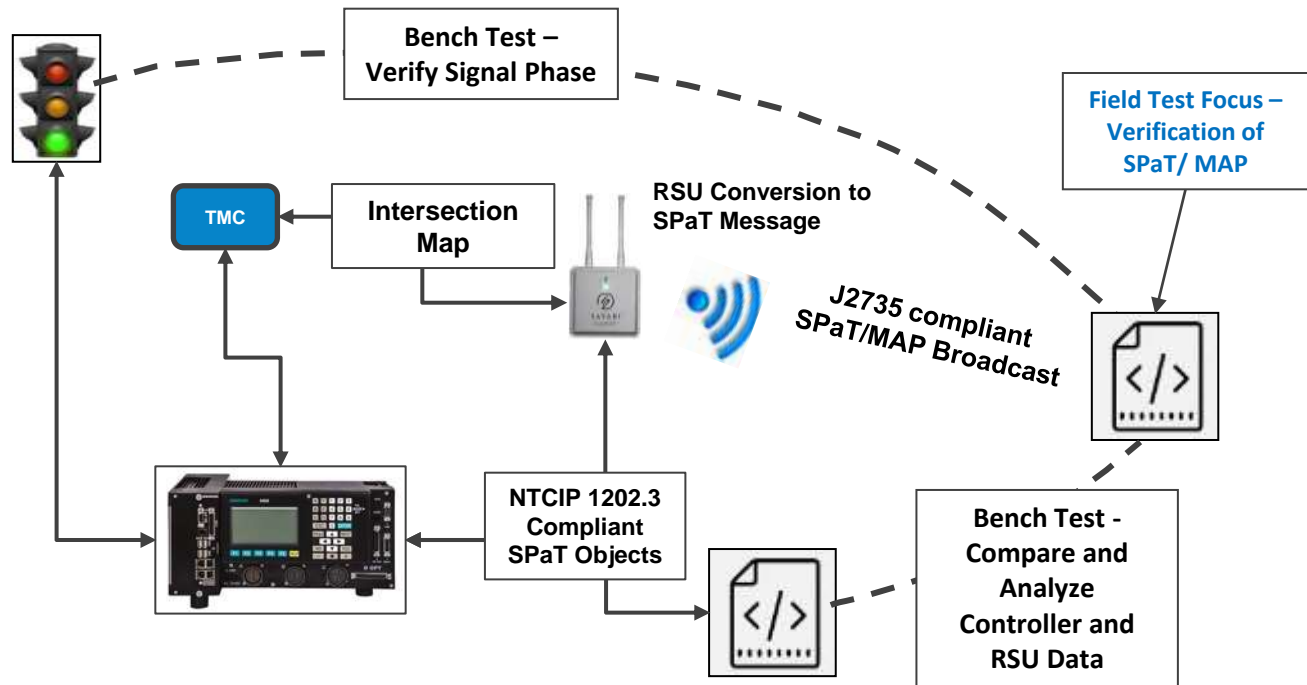 Bench Test –
Verify Signal Phase
Field Test Focus –
Verification of
SPaT/ MAP
TMC
Intersection
Map
RSU Conversion to
SPaT Message
SAVARI
J2735 compliant
SPaT/MAP Broadcast
</>
NTCIP 1202.3
Compliant
SPaT Objects
</>
Bench Test -
Compare and
Analyze
Controller and
RSU Data